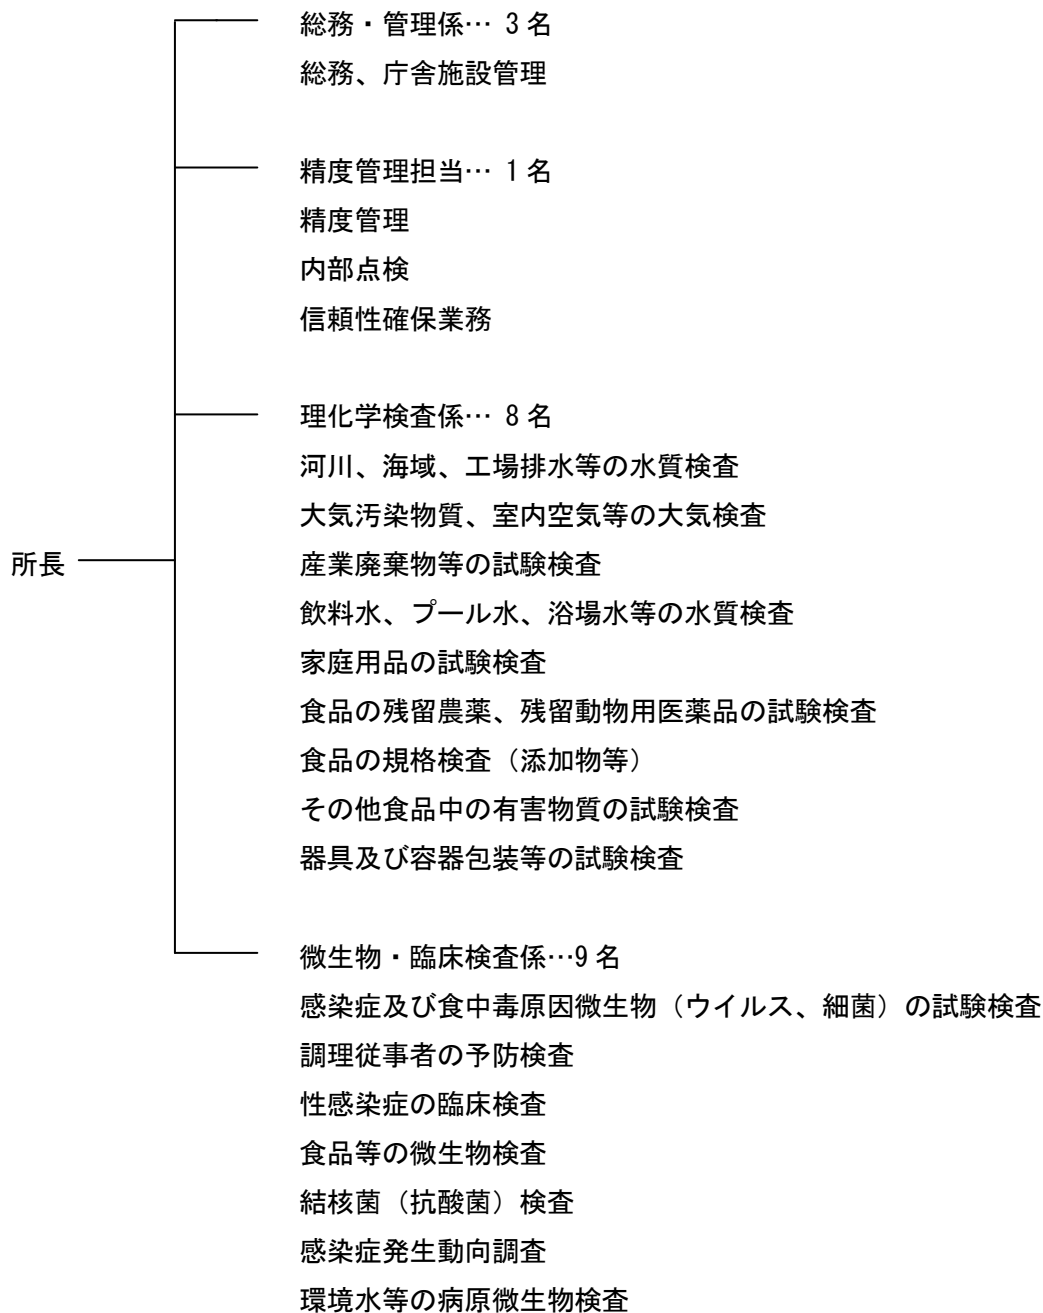 総務・管理係… 3 名
総務、庁舎施設管理
精度管理担当… 1 名
精度管理
内部点検
信頼性確保業務
理化学検査係… 8 名
河川、海域、工場排水等の水質検査
大気汚染物質、室内空気等の大気検査
所長
産業廃棄物等の試験検査
飲料水、プール水、浴場水等の水質検査
家庭用品の試験検査
食品の残留農薬、残留動物用医薬品の試験検査
食品の規格検査（添加物等）
その他食品中の有害物質の試験検査
器具及び容器包装等の試験検査
微生物・臨床検査係…9 名
感染症及び食中毒原因微生物（ウイルス、細菌）の試験検査
調理従事者の予防検査
性感染症の臨床検査
食品等の微生物検査
結核菌（抗酸菌）検査
感染症発生動向調査
環境水等の病原微生物検査